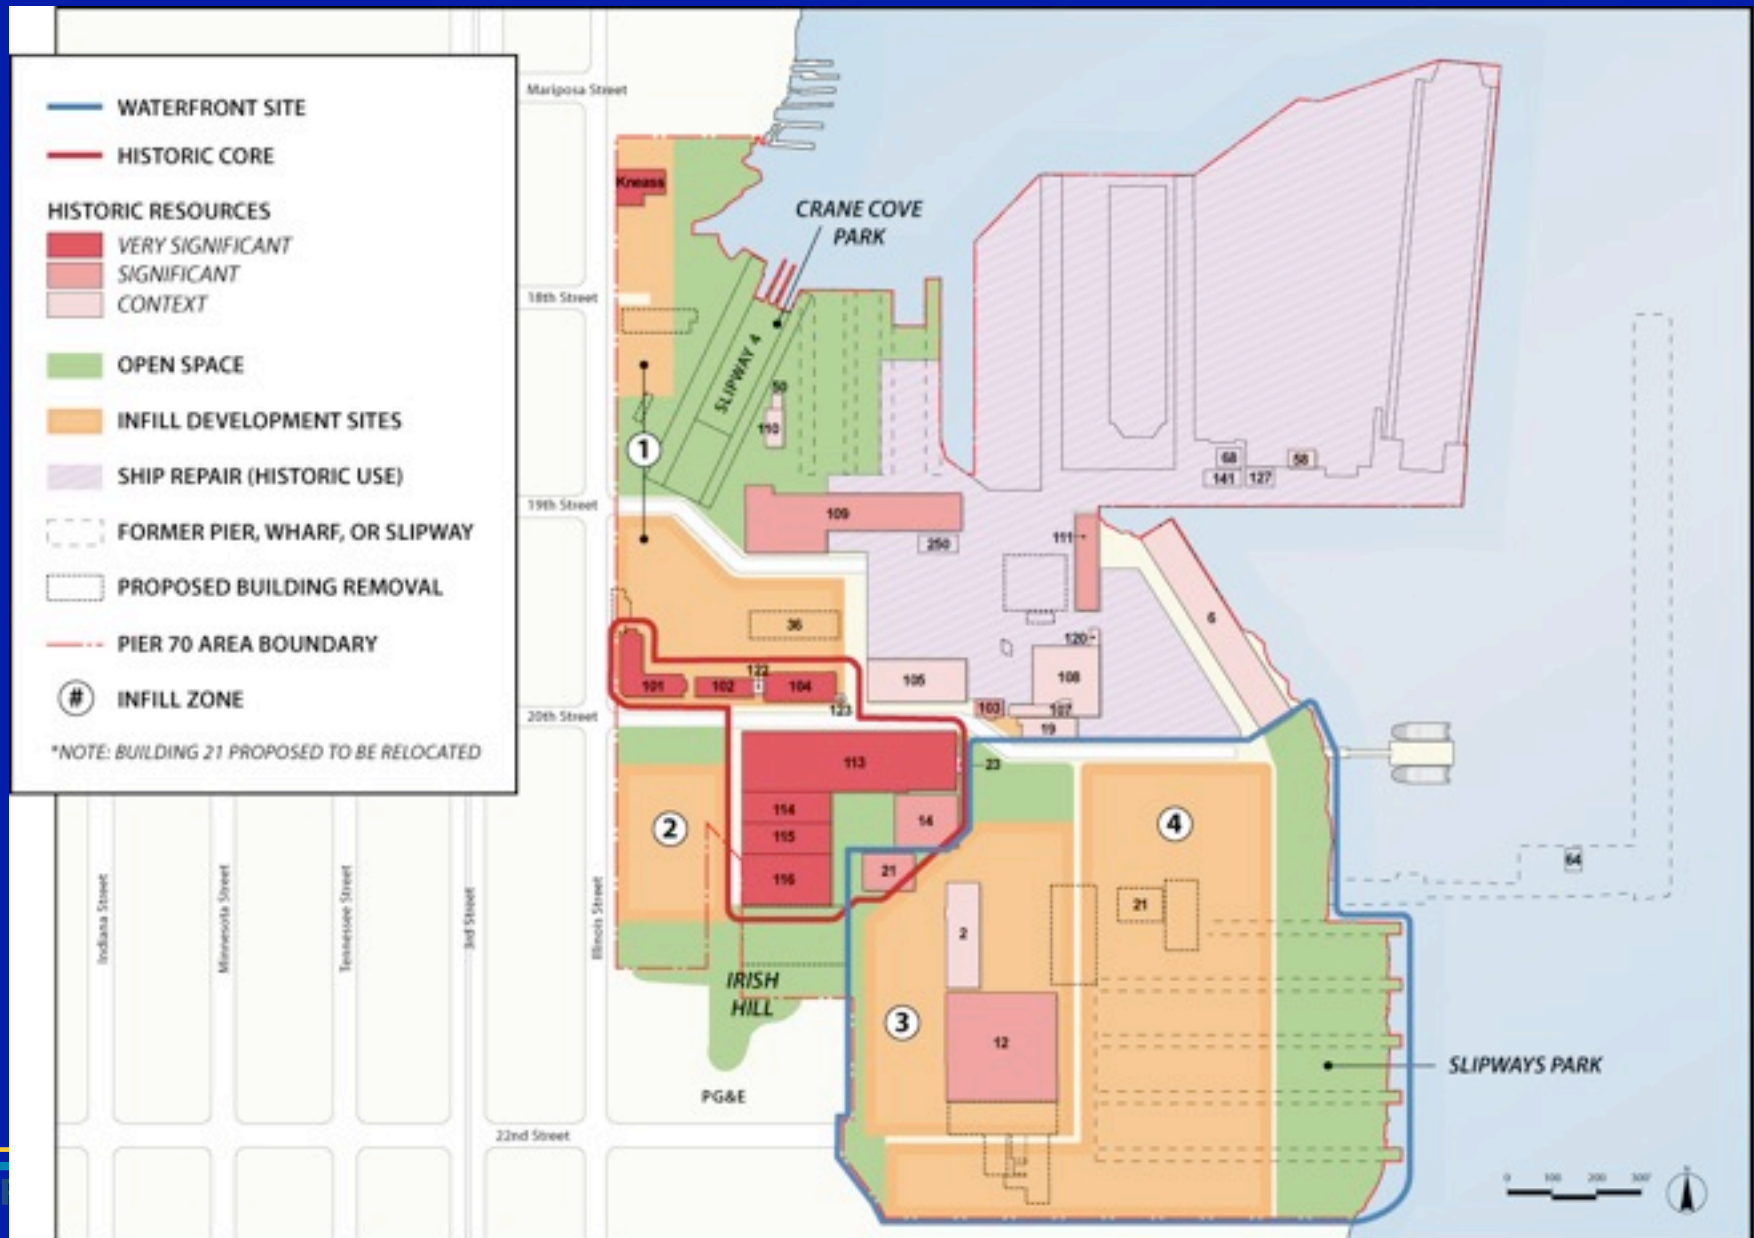 WATERFRONT SITE
HISTORIC CORE
HISTORIC RESOURCES
VERY SIGNIFICANT
SIGNIFICANT
CONTEXT
OPEN SPACE
INFILL DEVELOPMENT SITES
SHIP REPAIR (HISTORIC USE)
FORMER PIER, WHARF, OR SLIPWAY
PROPOSED BUILDING REMOVAL
PIER 70 AREA BOUNDARY
# INFILL ZONE
*NOTE: BUILDING 21 PROPOSED TO BE RELOCATED
Mariposa Street
Kneass
CRANE COVE
PARK
18th Street
SLIPWAY 4
50
110
1
19th Street
109
250
68
58
141
127
111
6
36
120
122
101
102
104
105
108
123
103
107
19
20th Street
113
23
114
14
115
2
4
116
21
21
64
2
IRISH
HILL
3
12
SLIPWAYS PARK
PG&E
22nd Street
Indiana Street
Minnesota Street
Tennessee Street
3rd Street
Illinois Street
0 100 200 300'
N